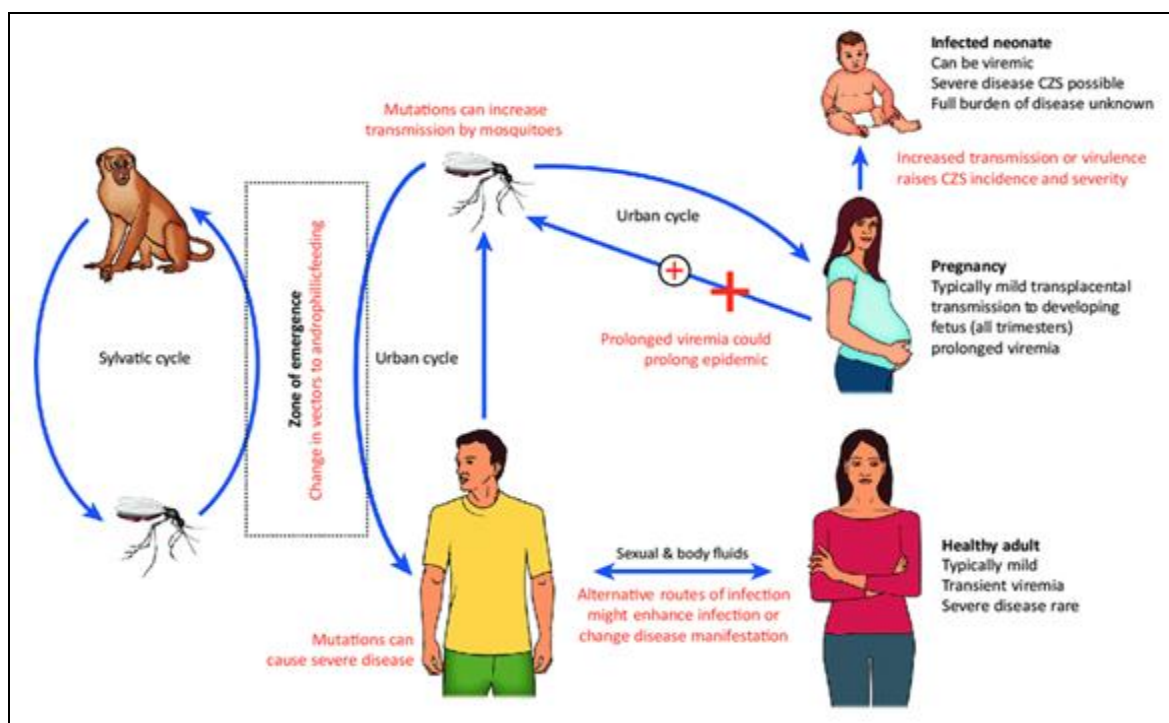 Infected neonate
Can be viremic
Severe disease CZS possible
Full burden of disease unknown
Mutations can increase
transmission by mosquitoes
Increased transmission or virulence
raises CZS incidence and severity
Urban cycle
Pregnancy
Typically mild transplacental
transmission to developing
fetus (all trimesters)
prolonged viremia
Prolonged viremia could
prolong epidemic
Sylvatic cycle
Zone of emergence
Change in vectors to androphillicfeeding
Urban cycle
Sexual & body fluids
Alternative routes of infection
might enhance infection or
change disease manifestation
Healthy adult
Typically mild
Transient viremia
Severe disease rare
Mutations can
cause severe disease